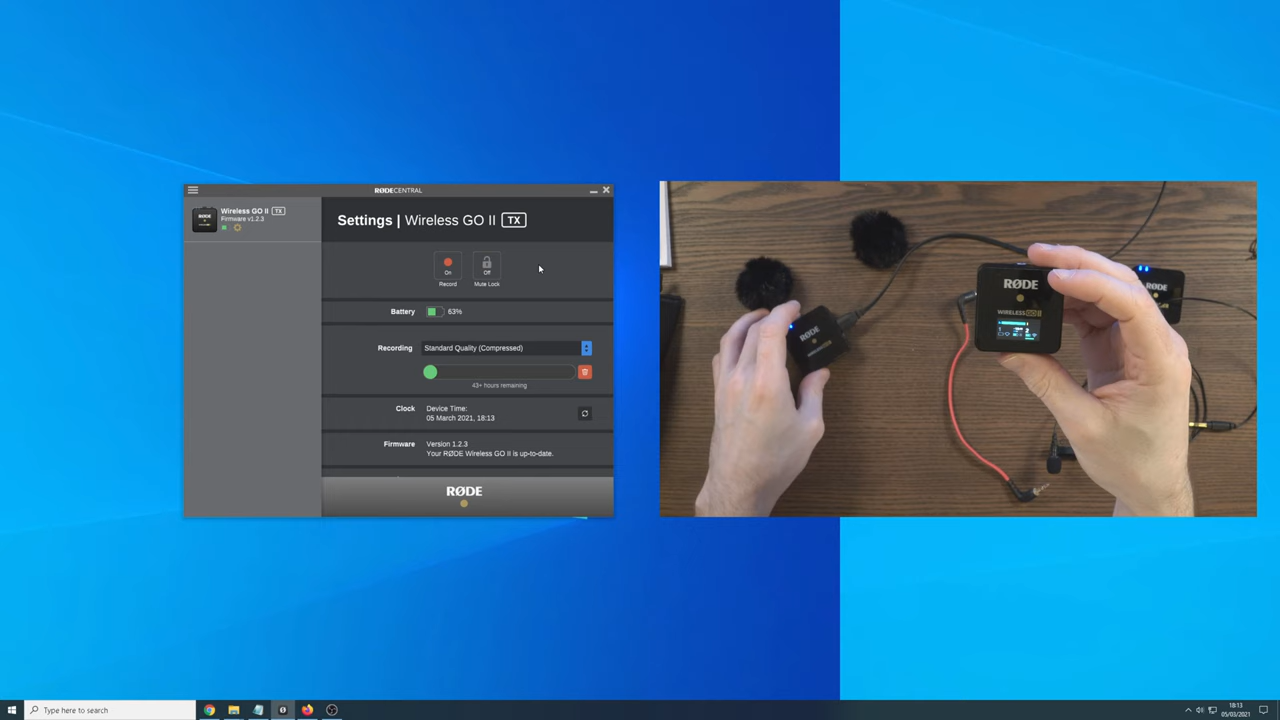 RØDECENTRAL
Wireless GO II TX
Firmware v1.2.3
Settings | Wireless GO II TX
On
Off
Record
Mute Lock
Battery
63%
Recording
Standard Quality (Compressed)
43+ hours remaining
Clock
Device Time:
05 March 2021, 18:13
Firmware
Version 1.2.3
Your RØDE Wireless GO II is up-to-date.
RØDE
RØDE
RØDE
WIRELESS GO II
RØDE
Type here to search
18:13
05/03/2021